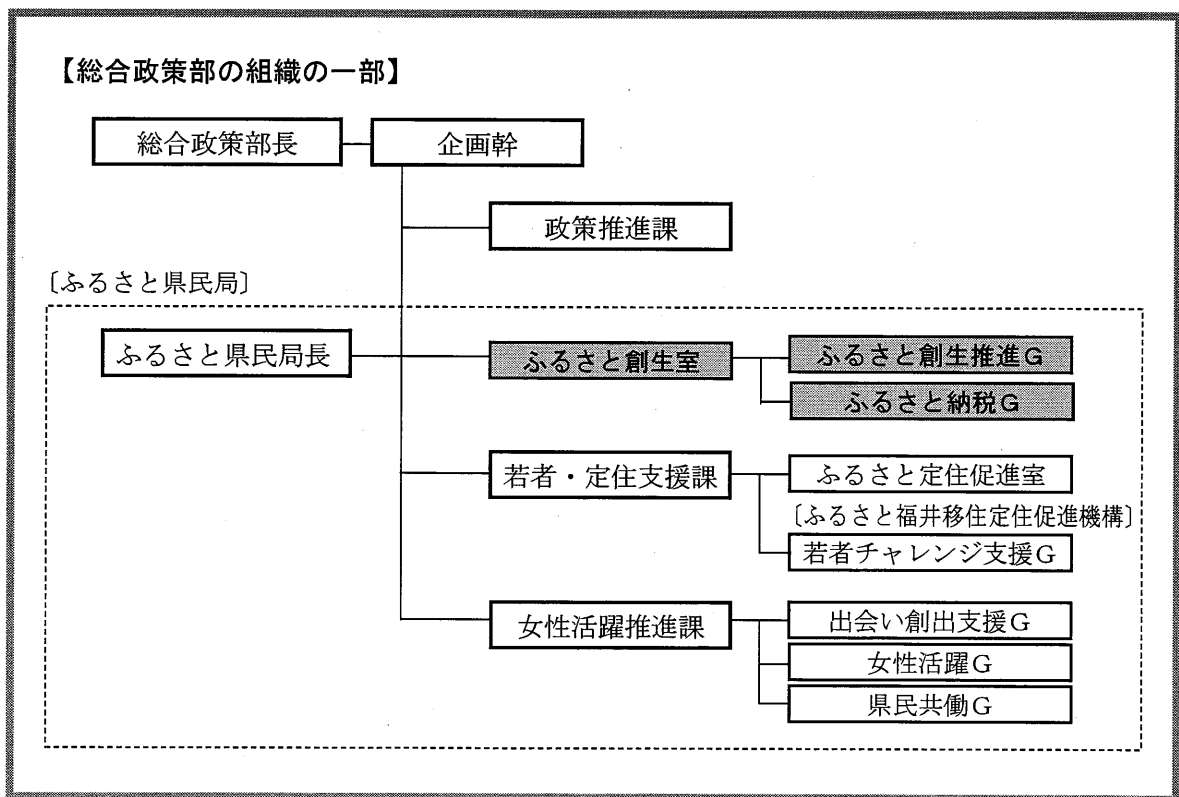 【総合政策部の組織の一部】
総合政策部長
企画幹
政策推進課
〔ふるさと県民局〕
ふるさと県民局長
ふるさと創生室
ふるさと創生推進G
ふるさと納税G
若者・定住支援課
ふるさと定住促進室
〔ふるさと福井移住定住促進機構〕
若者チャレンジ支援G
女性活躍推進課
出会い創出支援G
女性活躍G
県民共働G